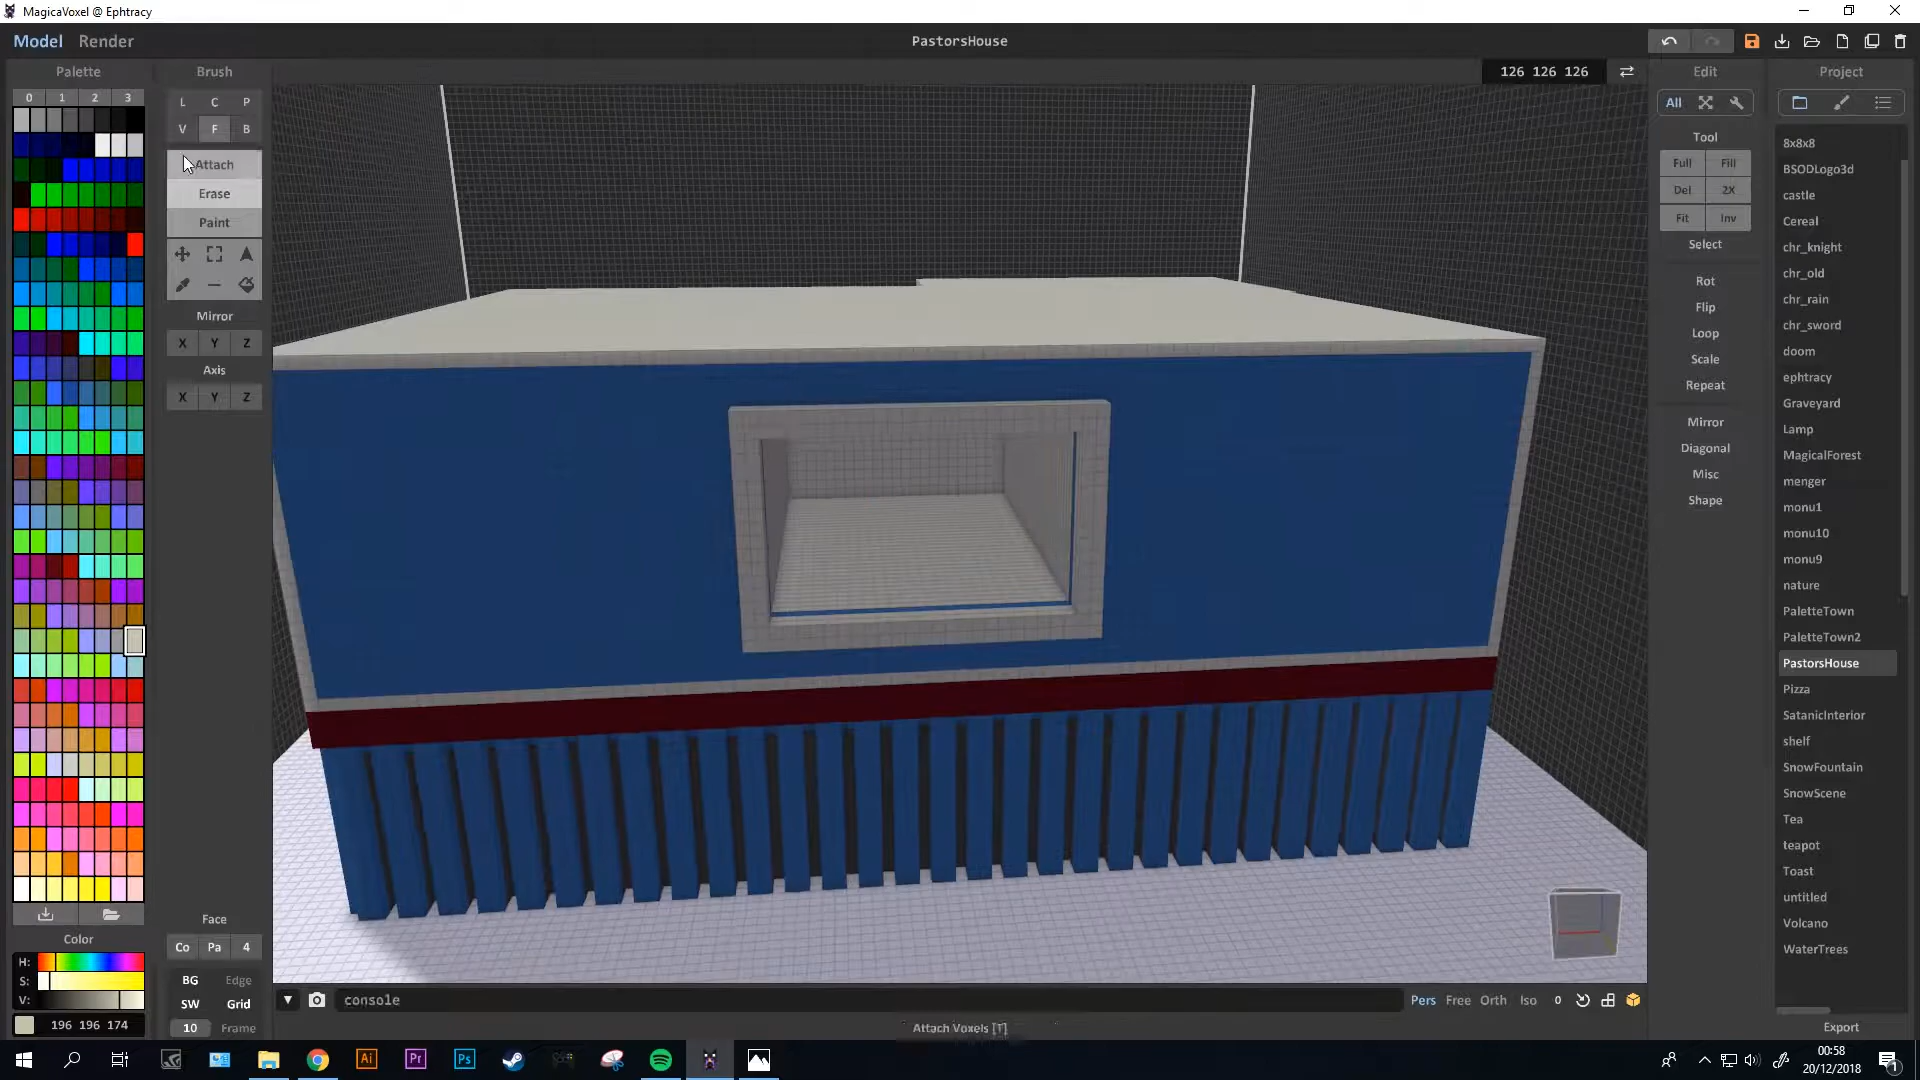 MagicaVoxel @ Ephtracy
Model Render
PastorsHouse
Palette
0 1 2 3
Brush
L C P
V F B
Attach
Erase
Paint
Mirror
X Y Z
Axis
X Y Z
Face
Co Pa 4
BG Edge
SW Grid
10 Frame
Color
H:
S:
V:
196 196 174
126 126 126
console
Pers Free Orth Iso 0
Attach Voxels [T]
Edit
All
Tool
Full Fill
Del 2X
Fit Inv
Select
Rot
Flip
Loop
Scale
Repeat
Mirror
Diagonal
Misc
Shape
Project
8x8x8
BSODLogo3d
castle
Cereal
chr_knight
chr_old
chr_rain
chr_sword
doom
ephtracy
Graveyard
Lamp
MagicalForest
menger
monu1
monu10
monu9
nature
PaletteTown
PaletteTown2
PastorsHouse
Pizza
SatanicInterior
shelf
SnowFountain
SnowScene
Tea
teapot
Toast
untitled
Volcano
WaterTrees
Export
Ai Pr Ps
00:58
20/12/2018
1